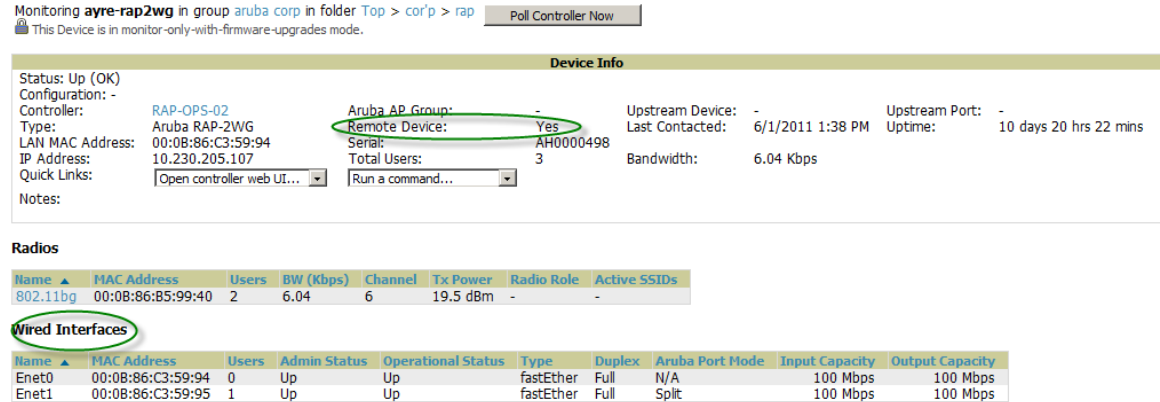 Monitoring ayre-rap2wg in group aruba corp in folder Top > cor'p > rap Poll Controller Now
This Device is in monitor-only-with-firmware-upgrades mode.
Device Info
Status: Up (OK)
Configuration: -
Controller: RAP-OPS-02 Aruba AP Group: - Upstream Device: - Upstream Port: -
Type: Aruba RAP-2WG Remote Device: Yes Last Contacted: 6/1/2011 1:38 PM Uptime: 10 days 20 hrs 22 mins
LAN MAC Address: 00:0B:86:C3:59:94 Serial: AH0000498
IP Address: 10.230.205.107 Total Users: 3 Bandwidth: 6.04 Kbps
Quick Links: Open controller web UI... Run a command...
Notes:
Radios
Name MAC Address Users BW (Kbps) Channel Tx Power Radio Role Active SSIDs
802.11bg 00:0B:86:B5:99:40 2 6.04 6 19.5 dBm - -
Wired Interfaces
Name MAC Address Users Admin Status Operational Status Type Duplex Aruba Port Mode Input Capacity Output Capacity
Enet0 00:0B:86:C3:59:94 0 Up Up fastEther Full N/A 100 Mbps 100 Mbps
Enet1 00:0B:86:C3:59:95 1 Up Up fastEther Full Split 100 Mbps 100 Mbps